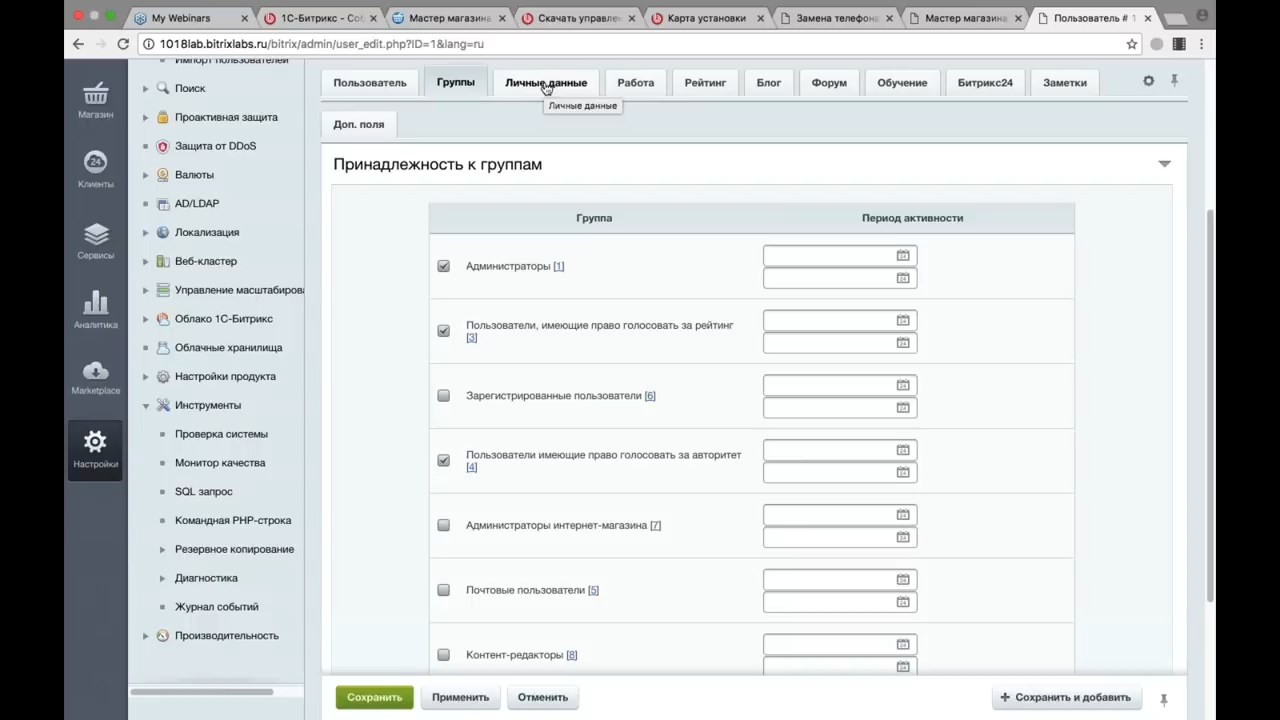 My Webinars
1С-Битрикс - Соб
Мастер магазина
Скачать управле
Карта установки
Замена телефона
Мастер магазина
Пользователь # 1
1018lab.bitrixlabs.ru/bitrix/admin/user_edit.php?ID=1&lang=ru
Магазин
24
Клиенты
Сервисы
Аналитика
Marketplace
Настройки
Импорт пользователей
Поиск
Проактивная защита
Защита от DDoS
Валюты
AD/LDAP
Локализация
Веб-кластер
Управление масштабирова
Облако 1С-Битрикс
Облачные хранилища
Настройки продукта
Инструменты
Проверка системы
Монитор качества
SQL запрос
Командная PHP-строка
Резервное копирование
Диагностика
Журнал событий
Производительность
Пользователь
Группы
Личные данные
Работа
Рейтинг
Блог
Форум
Обучение
Битрикс24
Заметки
Личные данные
Доп. поля
Принадлежность к группам
Группа
Период активности
Администраторы [1]
Пользователи, имеющие право голосовать за рейтинг
[3]
Зарегистрированные пользователи [6]
Пользователи имеющие право голосовать за авторитет
[4]
Администраторы интернет-магазина [7]
Почтовые пользователи [5]
Контент-редакторы [8]
Сохранить
Применить
Отменить
+ Сохранить и добавить